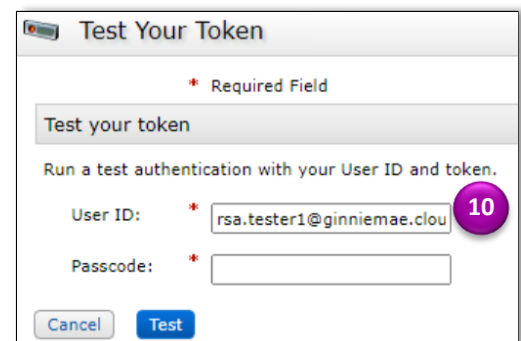 Test Your Token
* Required Field
Test your token
Run a test authentication with your User ID and token.
User ID: * rsa.tester1@ginniemae.clou 10
Passcode: *
Cancel Test